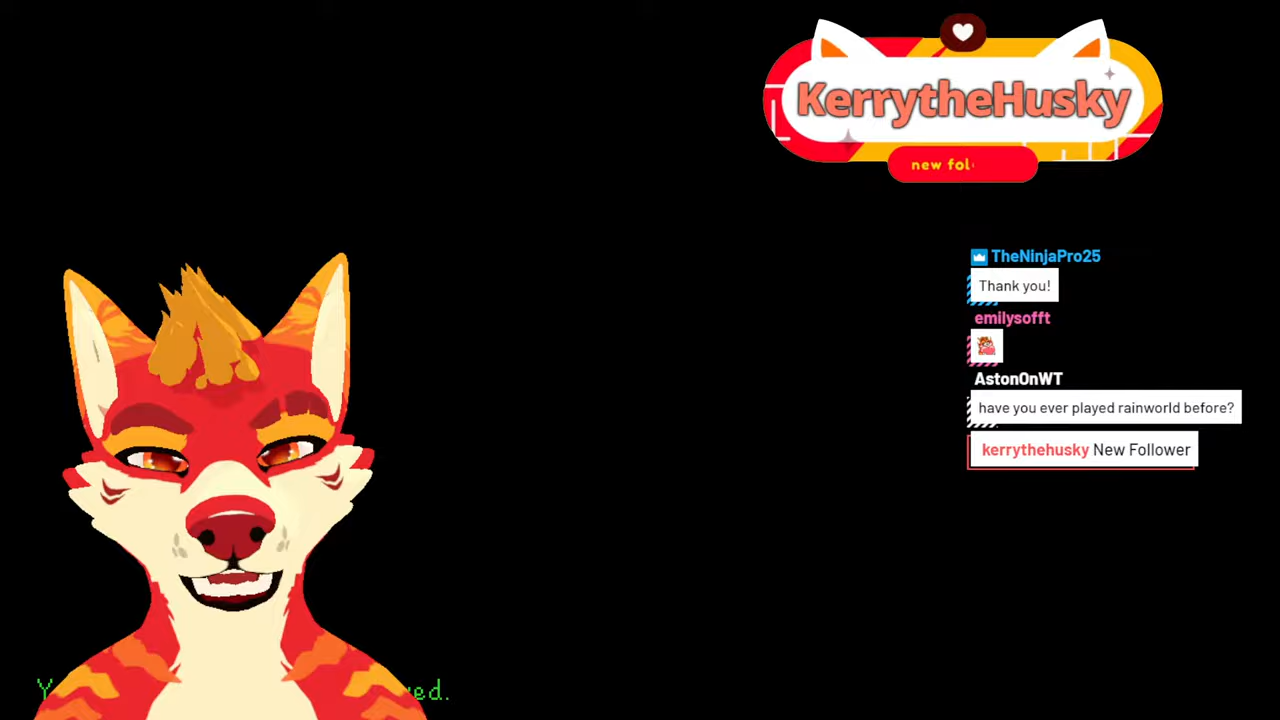 KerrytheHusky
new fol
TheNinjaPro25
Thank you!
emilysofft
AstonOnWT
have you ever played rainworld before?
kerrythehusky New Follower